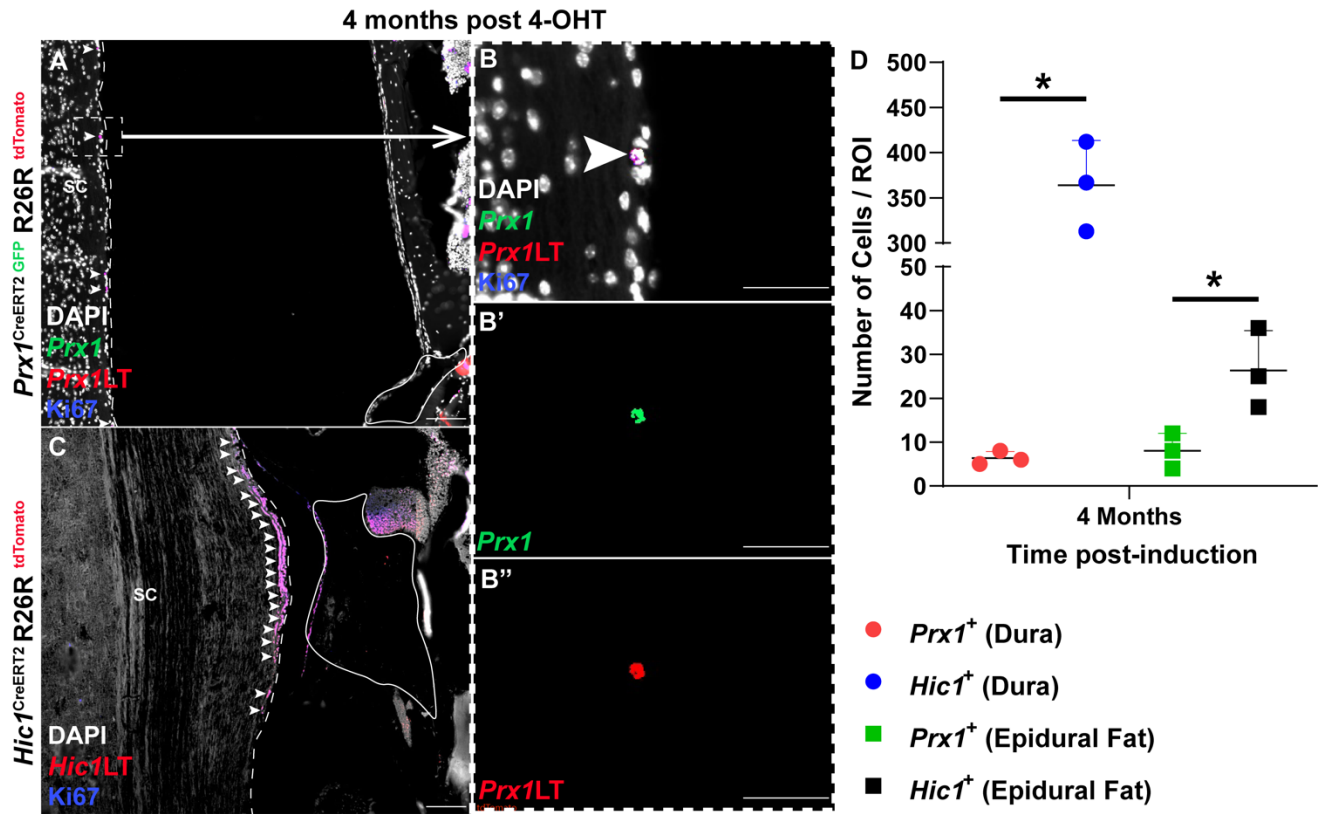 4 months post 4-OHT
Prx1CreERT2 GFP R26R tdTomato
A
SC
DAPI
Prx1
Prx1LT
Ki67
B
DAPI
Prx1
Prx1LT
Ki67
B'
Prx1
B"
Prx1LT
Hic1CreERT2 R26R tdTomato
C
SC
DAPI
Hic1LT
Ki67
D
Number of Cells / ROI
500
450
400
350
300
50
40
30
20
10
0
*
*
4 Months
Time post-induction
Prx1+ (Dura)
Hic1+ (Dura)
Prx1+ (Epidural Fat)
Hic1+ (Epidural Fat)